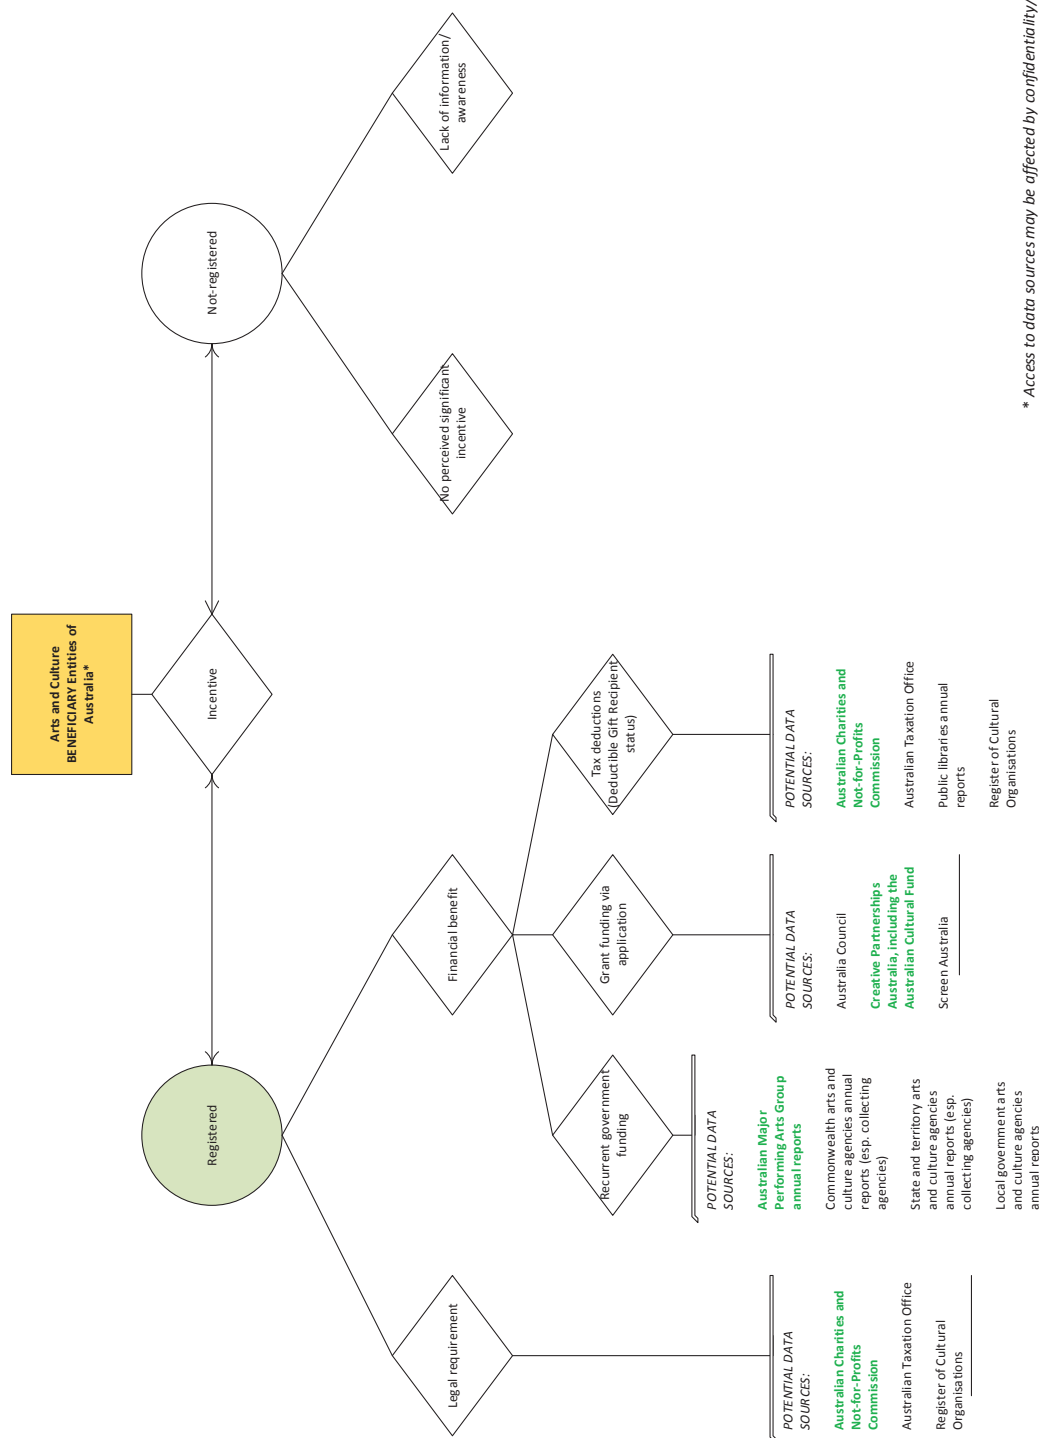 Arts and Culture
BENEFICIARY Entities of
Australia*
Incentive
Registered
Not-registered
Legal requirement
Financial benefit
No perceived significant
incentive
Lack of information/
awareness
Recurrent government
funding
Grant funding via
application
Tax deductions
(Deductible Gift Recipient
status)
POTENTIAL DATA
SOURCES:
Australian Charities and
Not-for-Profits
Commission
Australian Taxation Office
Register of Cultural
Organisations
POTENTIAL DATA
SOURCES:
Australian Major
Performing Arts Group
annual reports
Commonwealth arts and
culture agencies annual
reports (esp. collecting
agencies)
State and territory arts
and culture agencies
annual reports (esp.
collecting agencies)
Local government arts
and culture agencies
annual reports
POTENTIAL DATA
SOURCES:
Australia Council
Creative Partnerships
Australia, including the
Australian Cultural Fund
Screen Australia
POTENTIAL DATA
SOURCES:
Australian Charities and
Not-for-Profits
Commission
Australian Taxation Office
Public libraries annual
reports
Register of Cultural
Organisations
* Access to data sources may be affected by confidentiality/